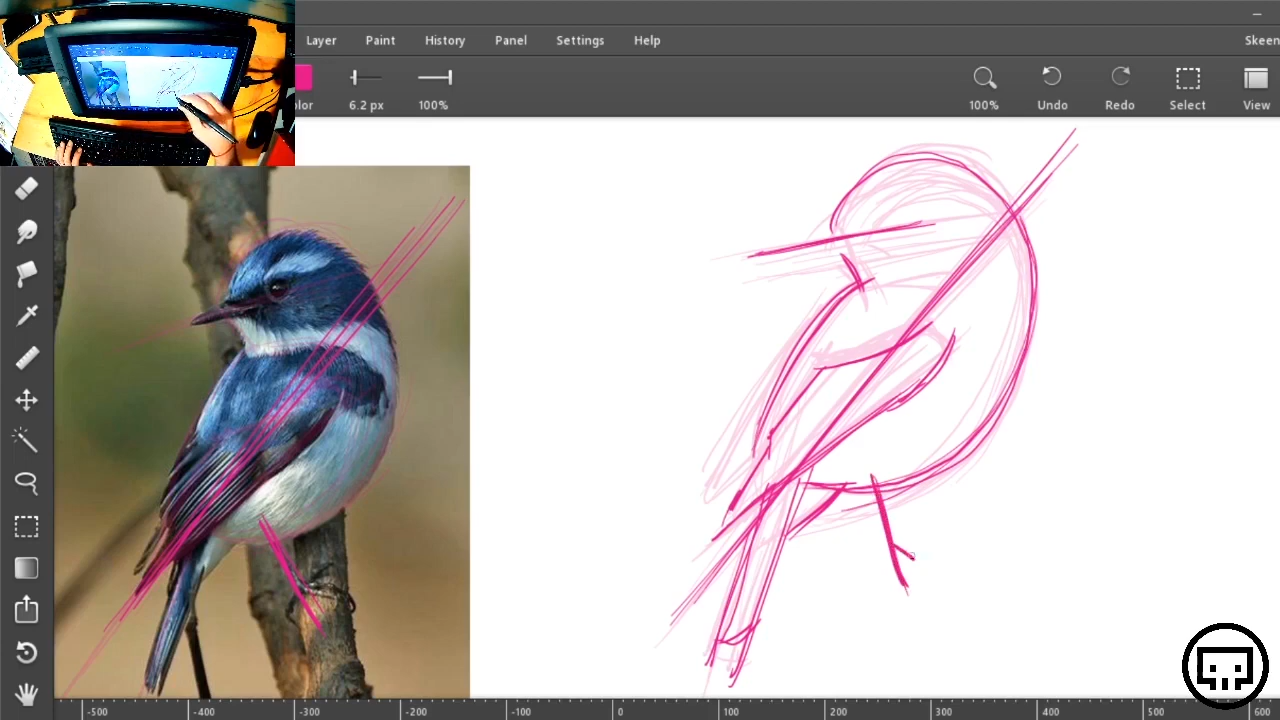 Layer Paint History Panel Settings Help Skeen
olor 6.2 px 100% 100% Undo Redo Select View
-500 -400 -300 -200 -100 0 100 200 300 400 500 600